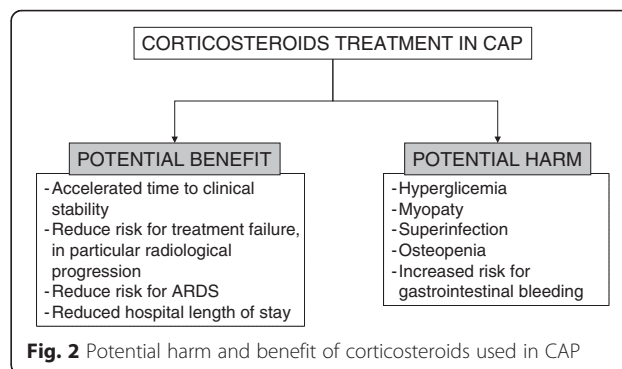 CORTICOSTEROIDS TREATMENT IN CAP
POTENTIAL BENEFIT
-Accelerated time to clinical
stability
-Reduce risk for treatment failure,
in particular radiological
progression
-Reduce risk for ARDS
-Reduced hospital length of stay
POTENTIAL HARM
-Hyperglicemia
-Myopaty
-Superinfection
-Osteopenia
-Increased risk for
gastrointestinal bleeding
Fig. 2 Potential harm and benefit of corticosteroids used in CAP